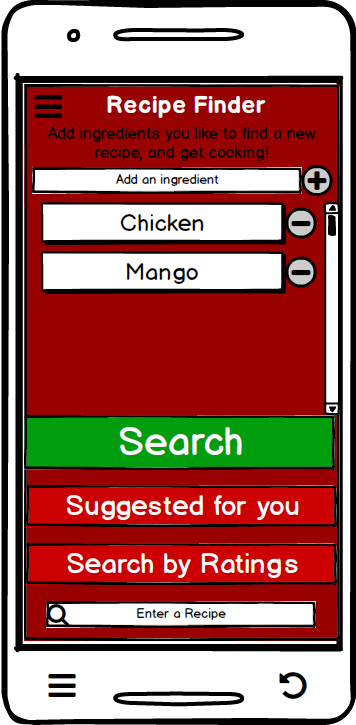 Recipe Finder
Add ingredients you like to find a new
recipe, and get cooking!
Add an ingredient
Chicken
Mango
Search
Suggested for you
Search by Ratings
Enter a Recipe